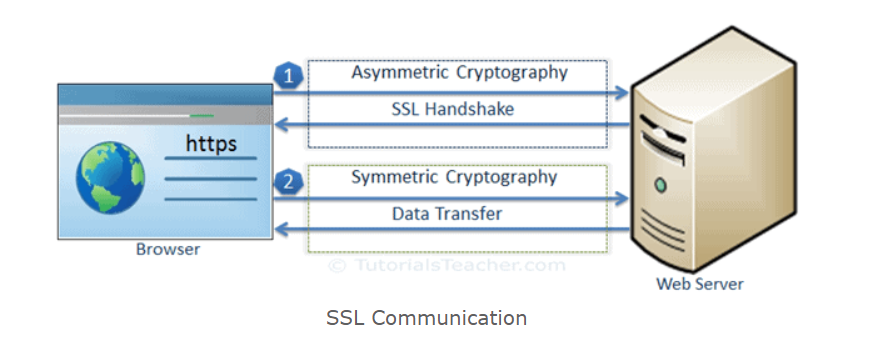 1
Asymmetric Cryptography
SSL Handshake
https
2
Symmetric Cryptography
Data Transfer
Browser
© TutorialsTeacher.com
Web Server
SSL Communication